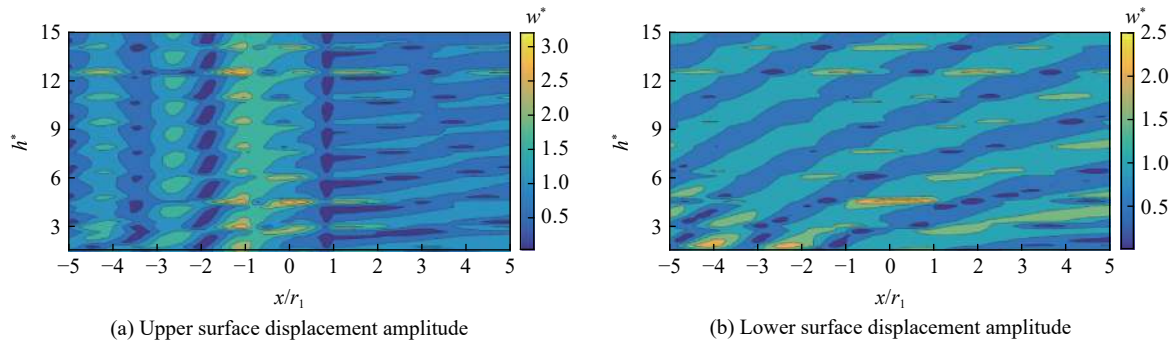 w*
15
3.0
12
2.5
9
2.0
h*
1.5
6
1.0
3
0.5
−5 −4 −3 −2 −1 0 1 2 3 4 5
x/r₁
(a) Upper surface displacement amplitude
w*
15
2.5
12
2.0
9
1.5
h*
6
1.0
3
0.5
−5 −4 −3 −2 −1 0 1 2 3 4 5
x/r₁
(b) Lower surface displacement amplitude